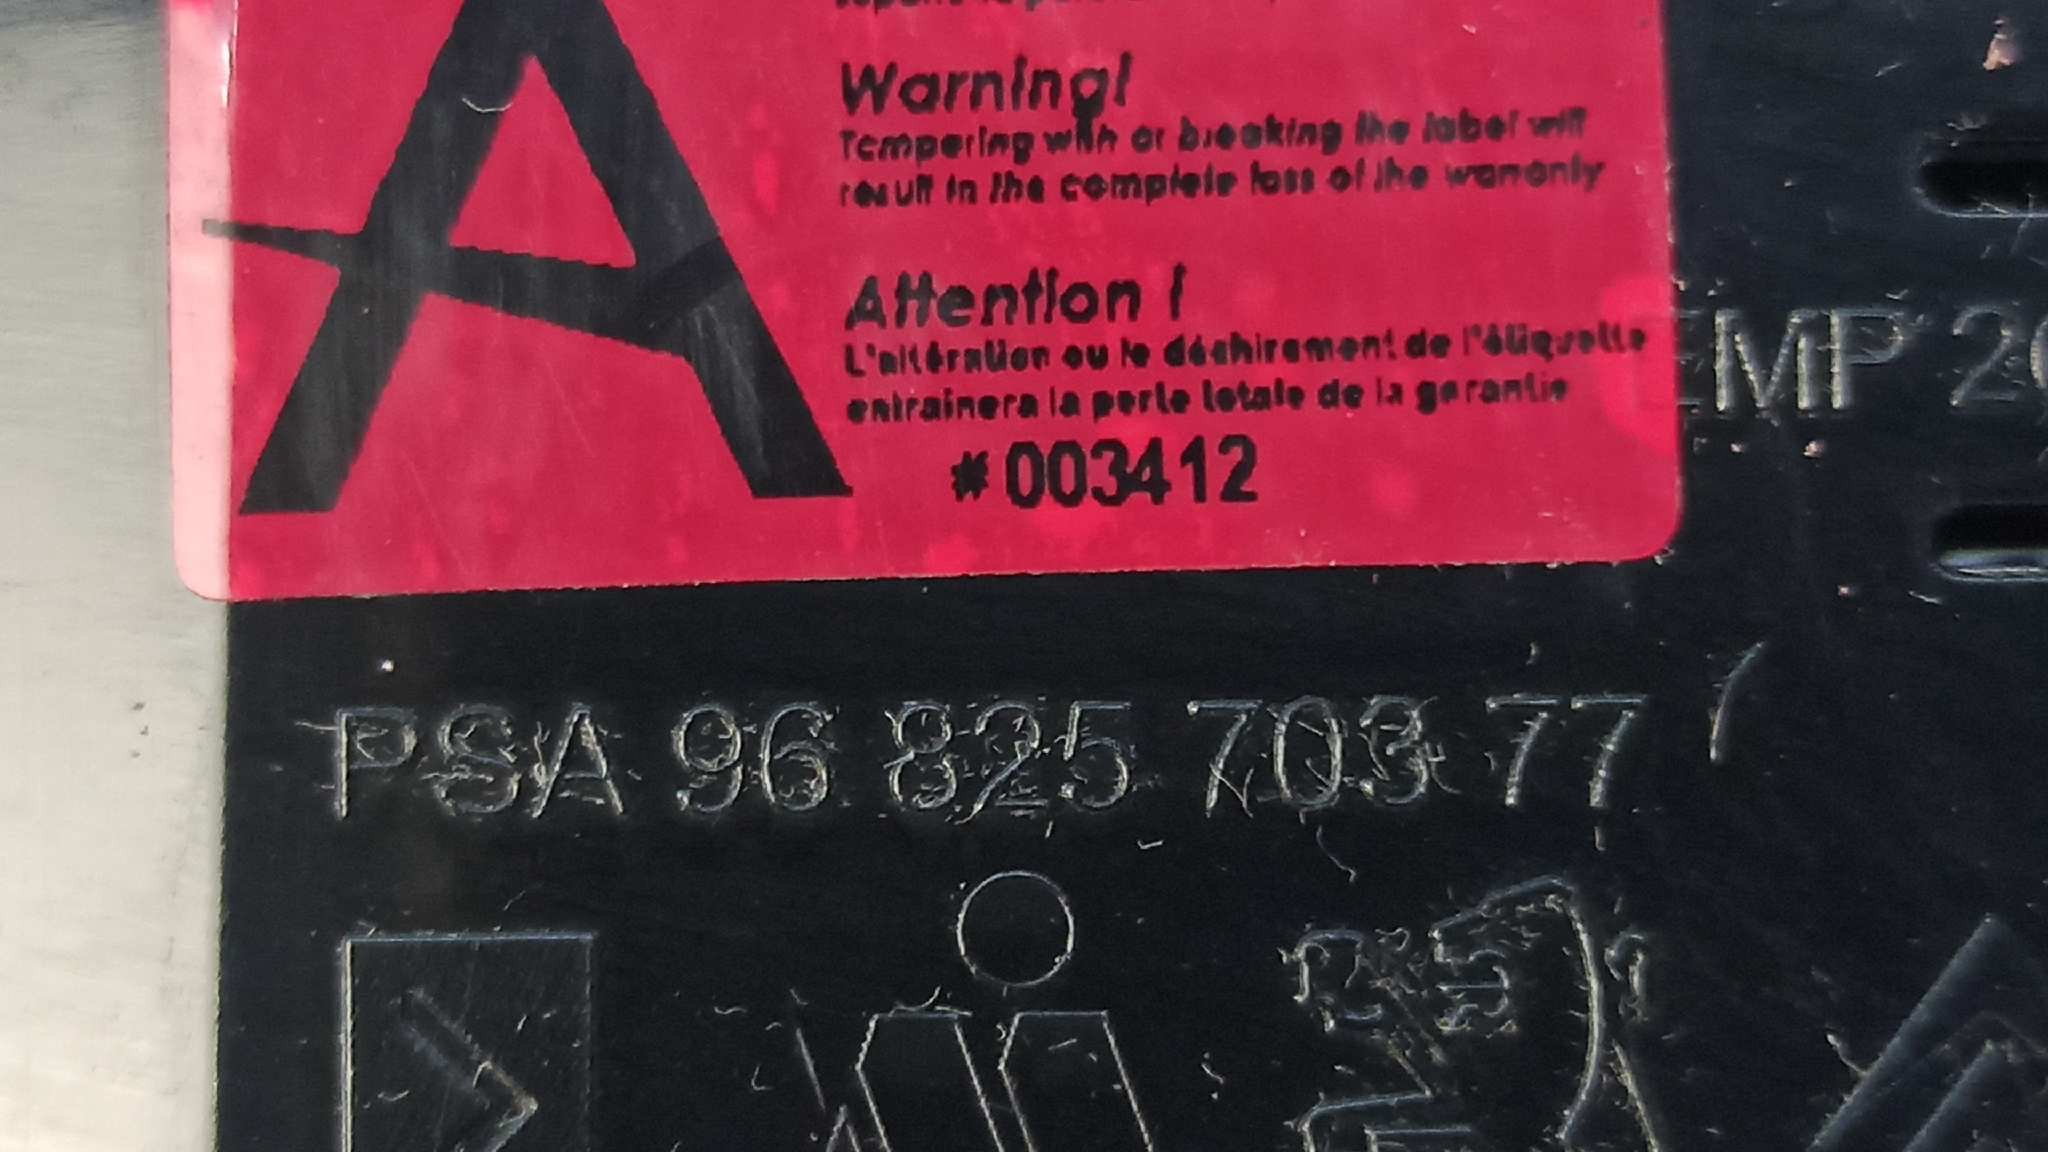 Warning!
Tempering with or breaking the label will
result in the complete loss of the warranty
Attention !
L'altération ou le déchirement de l'étiquette
entrainera la perte totale de la garantie
#003412
EMP 20
PSA 96 825 703 77